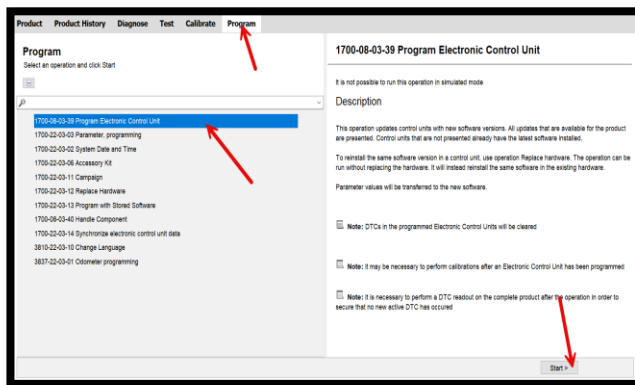 Product Product History Diagnose Test Calibrate Program
Program
Select an operation and click Start
1700-08-03-39 Program Electronic Control Unit
1700-22-03-03 Parameter, programming
1700-22-03-02 System Date and Time
1700-22-03-06 Accessory Kit
1700-22-03-11 Campaign
1700-22-03-12 Replace Hardware
1700-22-03-13 Program with Stored Software
1700-08-03-40 Handle Component
1700-22-03-14 Synchronize electronic control unit data
3810-22-03-10 Change Language
3837-22-03-01 Odometer programming
1700-08-03-39 Program Electronic Control Unit
It is not possible to run this operation in simulated mode
Description
This operation updates control units with new software versions. All updates that are available for the product
are presented. Control units that are not presented already have the latest software installed.
To reinstall the same software version in a control unit, use operation Replace hardware. The operation can be
run without replacing the hardware. It will instead reinstall the same software in the existing hardware.
Parameter values will be transferred to the new software.
Note: DTCs in the programmed Electronic Control Units will be cleared
Note: It may be necessary to perform calibrations after an Electronic Control Unit has been programmed
Note: It is necessary to perform a DTC readout on the complete product after the operation in order to
secure that no new active DTC has occured
Start >